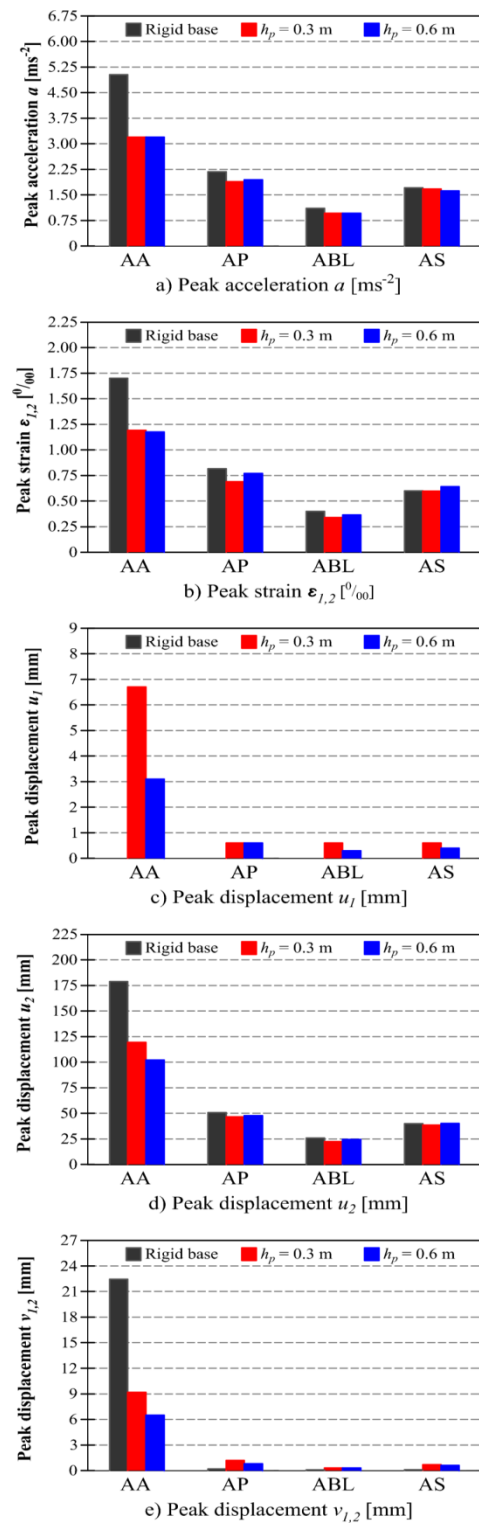 6.75
6.00
5.25
4.50
3.75
3.00
2.25
1.50
0.75
0
Peak acceleration a [ms-2]
Rigid base hp = 0.3 m hp = 0.6 m
AA AP ABL AS
a) Peak acceleration a [ms-2]
2.25
2.00
1.75
1.50
1.25
1.00
0.75
0.50
0.25
0
Peak strain ε1,2 [0/00]
Rigid base hp = 0.3 m hp = 0.6 m
AA AP ABL AS
b) Peak strain ε1,2 [0/00]
9
8
7
6
5
4
3
2
1
0
Peak displacement u1 [mm]
Rigid base hp = 0.3 m hp = 0.6 m
AA AP ABL AS
c) Peak displacement u1 [mm]
225
200
175
150
125
100
75
50
25
0
Peak displacement u2 [mm]
Rigid base hp = 0.3 m hp = 0.6 m
AA AP ABL AS
d) Peak displacement u2 [mm]
27
24
21
18
12
9
6
3
0
Peak displacement v1,2 [mm]
Rigid base hp = 0.3 m hp = 0.6 m
AA AP ABL AS
e) Peak displacement v1,2 [mm]